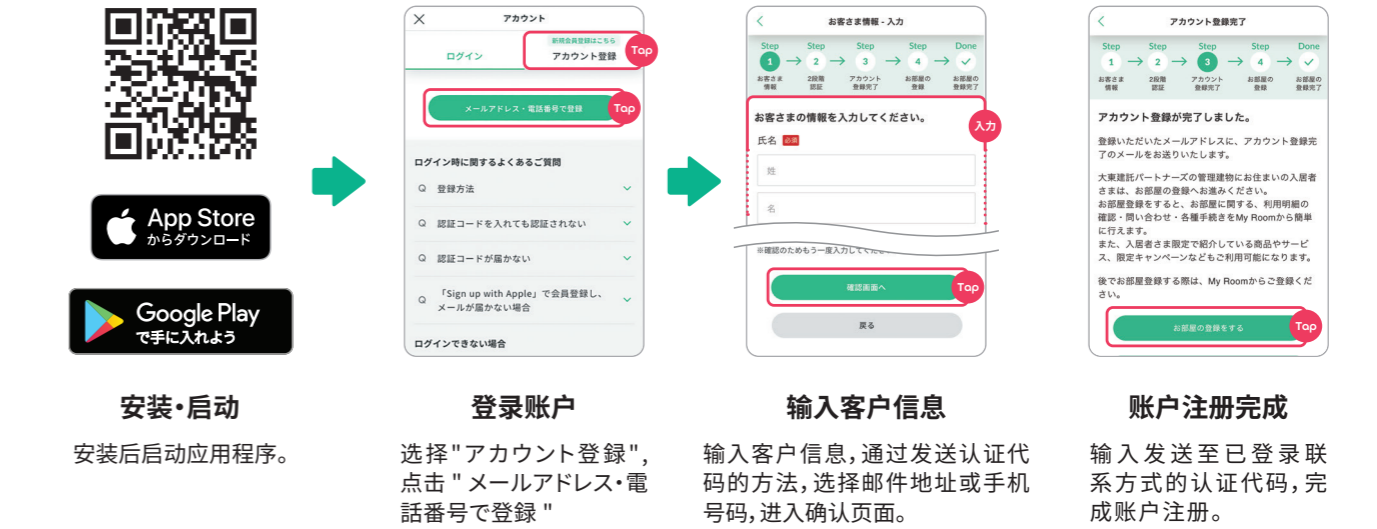 App Store
からダウンロード
Google Play
で手に入れよう
安装・启动
安装后启动应用程序。
アカウント
新規会員登録はこちら
ログイン
アカウント登録
Tap
メールアドレス・電話番号で登録
Tap
ログイン時に関するよくあるご質問
Q 登録方法
Q 認証コードを入れても認証されない
Q 認証コードが届かない
Q 「Sign up with Apple」で会員登録し、
メールが届かない場合
ログインできない場合
登录账户
选择"アカウント登録",
点击 " メールアドレス・電
話番号で登録 "
お客さま情報 - 入力
Step Step Step Step Done
1 → 2 → 3 → 4 →
お客さま
情報
2段階
認証
アカウント
登録完了
お部屋の
登録
お部屋の
登録完了
お客さまの情報を入力してください。
入力
氏名 必須
姓
名
※確認のためもう一度入力してくだ
確認画面へ
Tap
戻る
输入客户信息
输入客户信息,通过发送认证代
码的方法,选择邮件地址或手机
号码,进入确认页面。
アカウント登録完了
Step Step Step Step Done
1 → 2 → 3 → 4 →
お客さま
情報
2段階
認証
アカウント
登録完了
お部屋の
登録
お部屋の
登録完了
アカウント登録が完了しました。
登録いただいたメールアドレスに、アカウント登録完
了のメールをお送りいたします。
大東建託パートナーズの管理建物にお住まいの入居者
さまは、お部屋の登録へお進みください。
お部屋登録をすると、お部屋に関する、利用明細の
確認・問い合わせ・各種手続きをMy Roomから簡単
に行えます。
また、入居者さま限定で紹介している商品やサービ
ス、限定キャンペーンなどもご利用可能になります。
後でお部屋登録する際は、My Roomからご登録くだ
さい。
お部屋の登録をする
Tap
账户注册完成
输入发送至已登录联
系方式的认证代码,完
成账户注册。